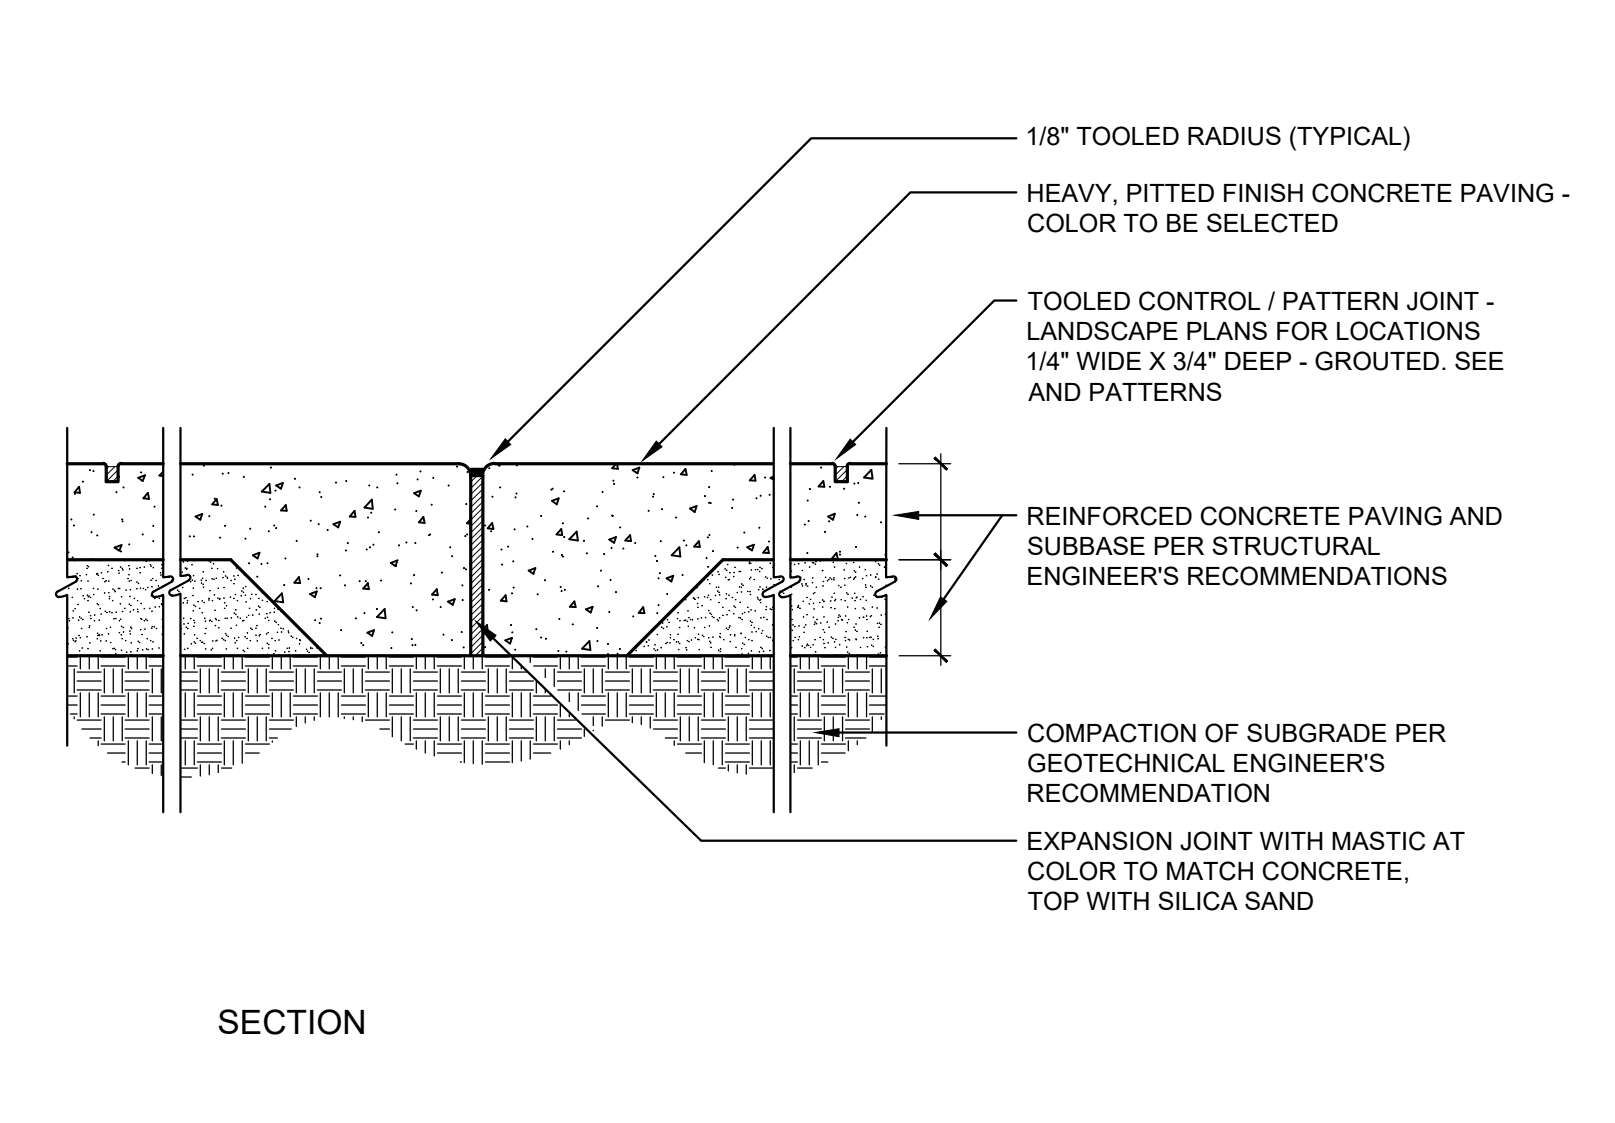 1/8" TOOLED RADIUS (TYPICAL)
HEAVY, PITTED FINISH CONCRETE PAVING -
COLOR TO BE SELECTED
TOOLED CONTROL / PATTERN JOINT -
LANDSCAPE PLANS FOR LOCATIONS
1/4" WIDE X 3/4" DEEP - GROUTED. SEE
AND PATTERNS
REINFORCED CONCRETE PAVING AND
SUBBASE PER STRUCTURAL
ENGINEER'S RECOMMENDATIONS
COMPACTION OF SUBGRADE PER
GEOTECHNICAL ENGINEER'S
RECOMMENDATION
EXPANSION JOINT WITH MASTIC AT
COLOR TO MATCH CONCRETE,
TOP WITH SILICA SAND
SECTION